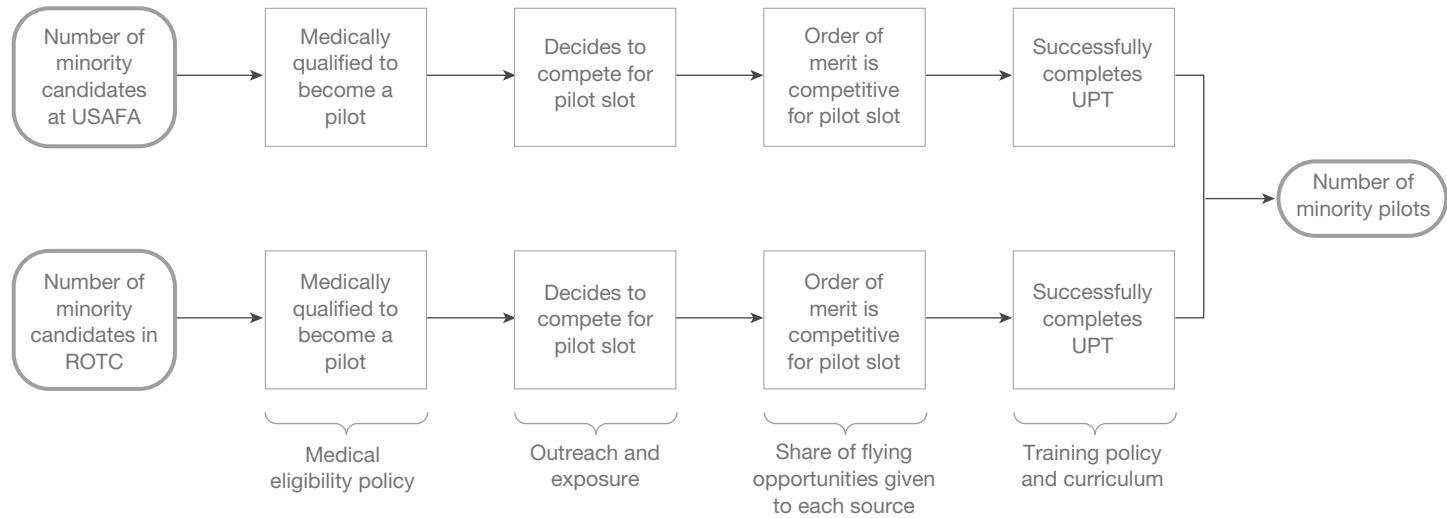 Number of
minority
candidates
at USAFA
Medically
qualified to
become a
pilot
Decides to
compete for
pilot slot
Order of
merit is
competitive
for pilot slot
Successfully
completes
UPT
Number of
minority pilots
Number of
minority
candidates in
ROTC
Medically
qualified to
become a
pilot
Decides to
compete for
pilot slot
Order of
merit is
competitive
for pilot slot
Successfully
completes
UPT
Medical
eligibility policy
Outreach and
exposure
Share of flying
opportunities given
to each source
Training policy
and curriculum